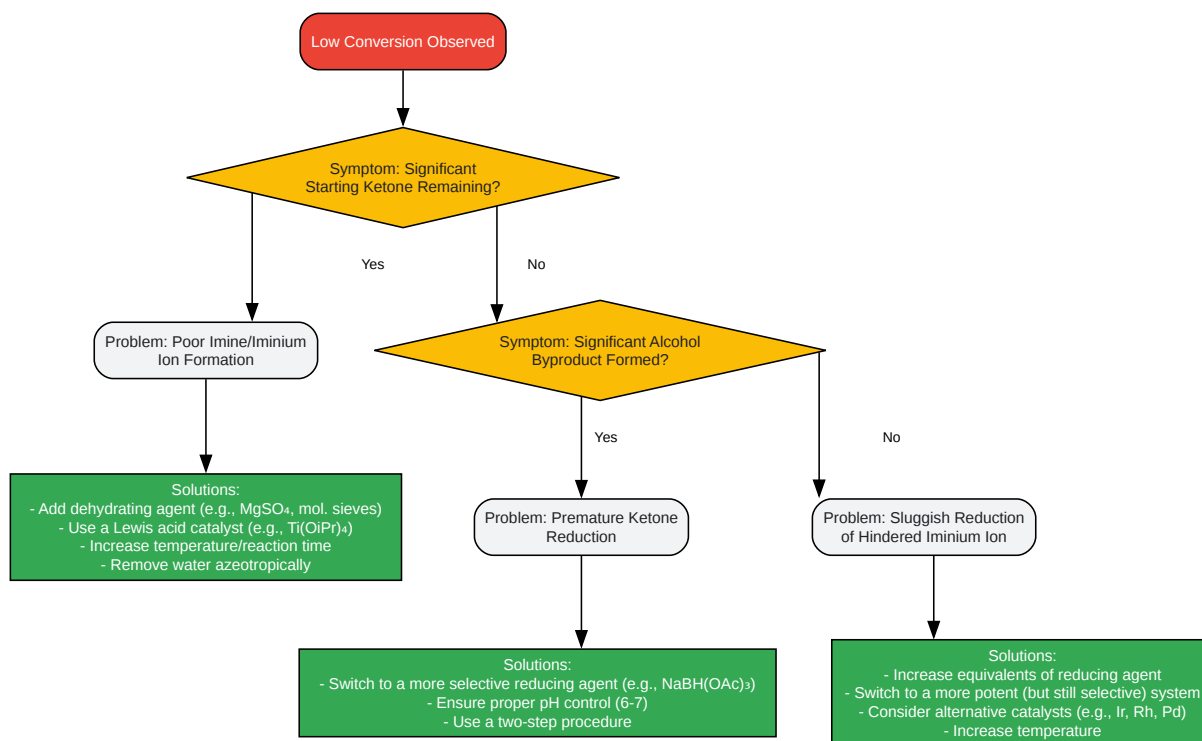 Low Conversion Observed
Symptom: Significant
Starting Ketone Remaining?
Yes
No
Problem: Poor Imine/Iminium
Ion Formation
Symptom: Significant Alcohol
Byproduct Formed?
Yes
No
Solutions:
- Add dehydrating agent (e.g., MgSO₄, mol. sieves)
- Use a Lewis acid catalyst (e.g., Ti(OiPr)₄)
- Increase temperature/reaction time
- Remove water azeotropically
Problem: Premature Ketone
Reduction
Problem: Sluggish Reduction
of Hindered Iminium Ion
Solutions:
- Switch to a more selective reducing agent (e.g., NaBH(OAc)₃)
- Ensure proper pH control (6-7)
- Use a two-step procedure
Solutions:
- Increase equivalents of reducing agent
- Switch to a more potent (but still selective) system
- Consider alternative catalysts (e.g., Ir, Rh, Pd)
- Increase temperature